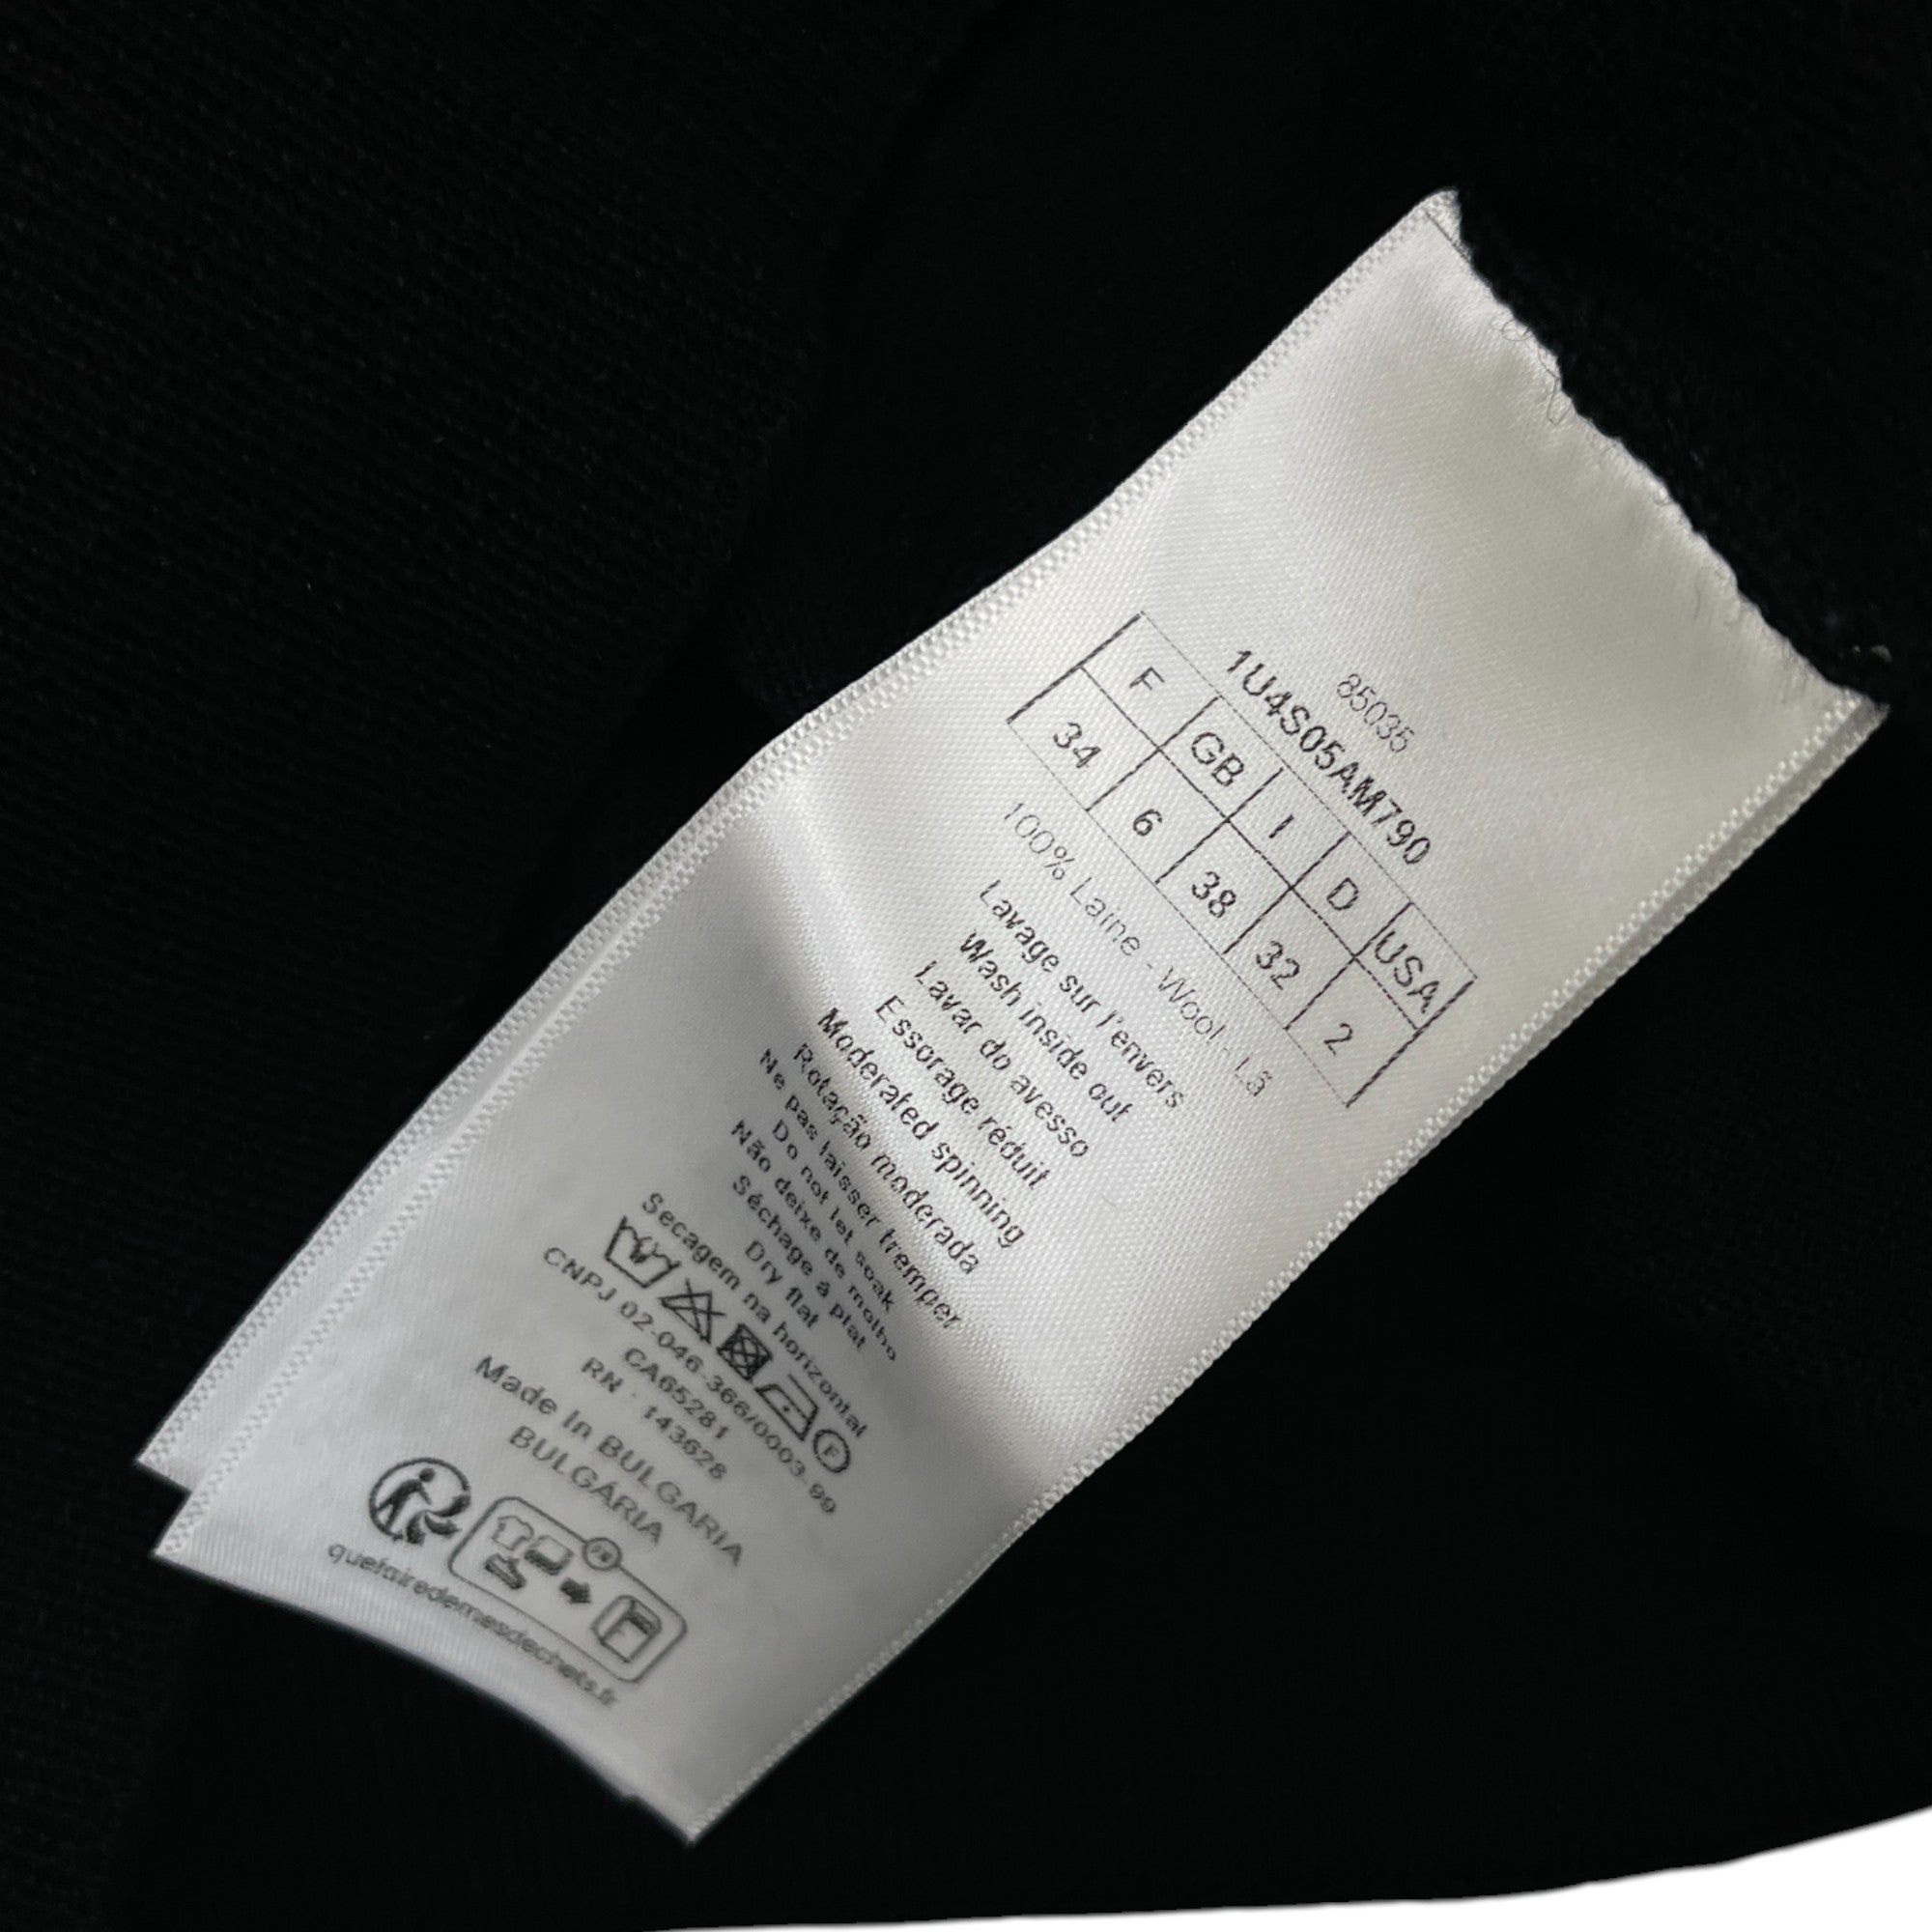 85035
1U4S05AM790
F GB I D USA
34 6 38 32 2
100% Laine - Wool - Lã
Lavage sur l'envers
Wash inside out
Lavar do avesso
Essorage réduit
Moderated spinning
Rotação moderada
Ne pas laisser tremper
Do not let soak
Não deixe de molho
Séchage à plat
Dry flat
Secagem na horizontal
F
CNPJ 02-046-366/0003-99
CA65281
RN : 143628
Made In BULGARIA
BULGÁRIA
FR
quefairedemesdechets.fr